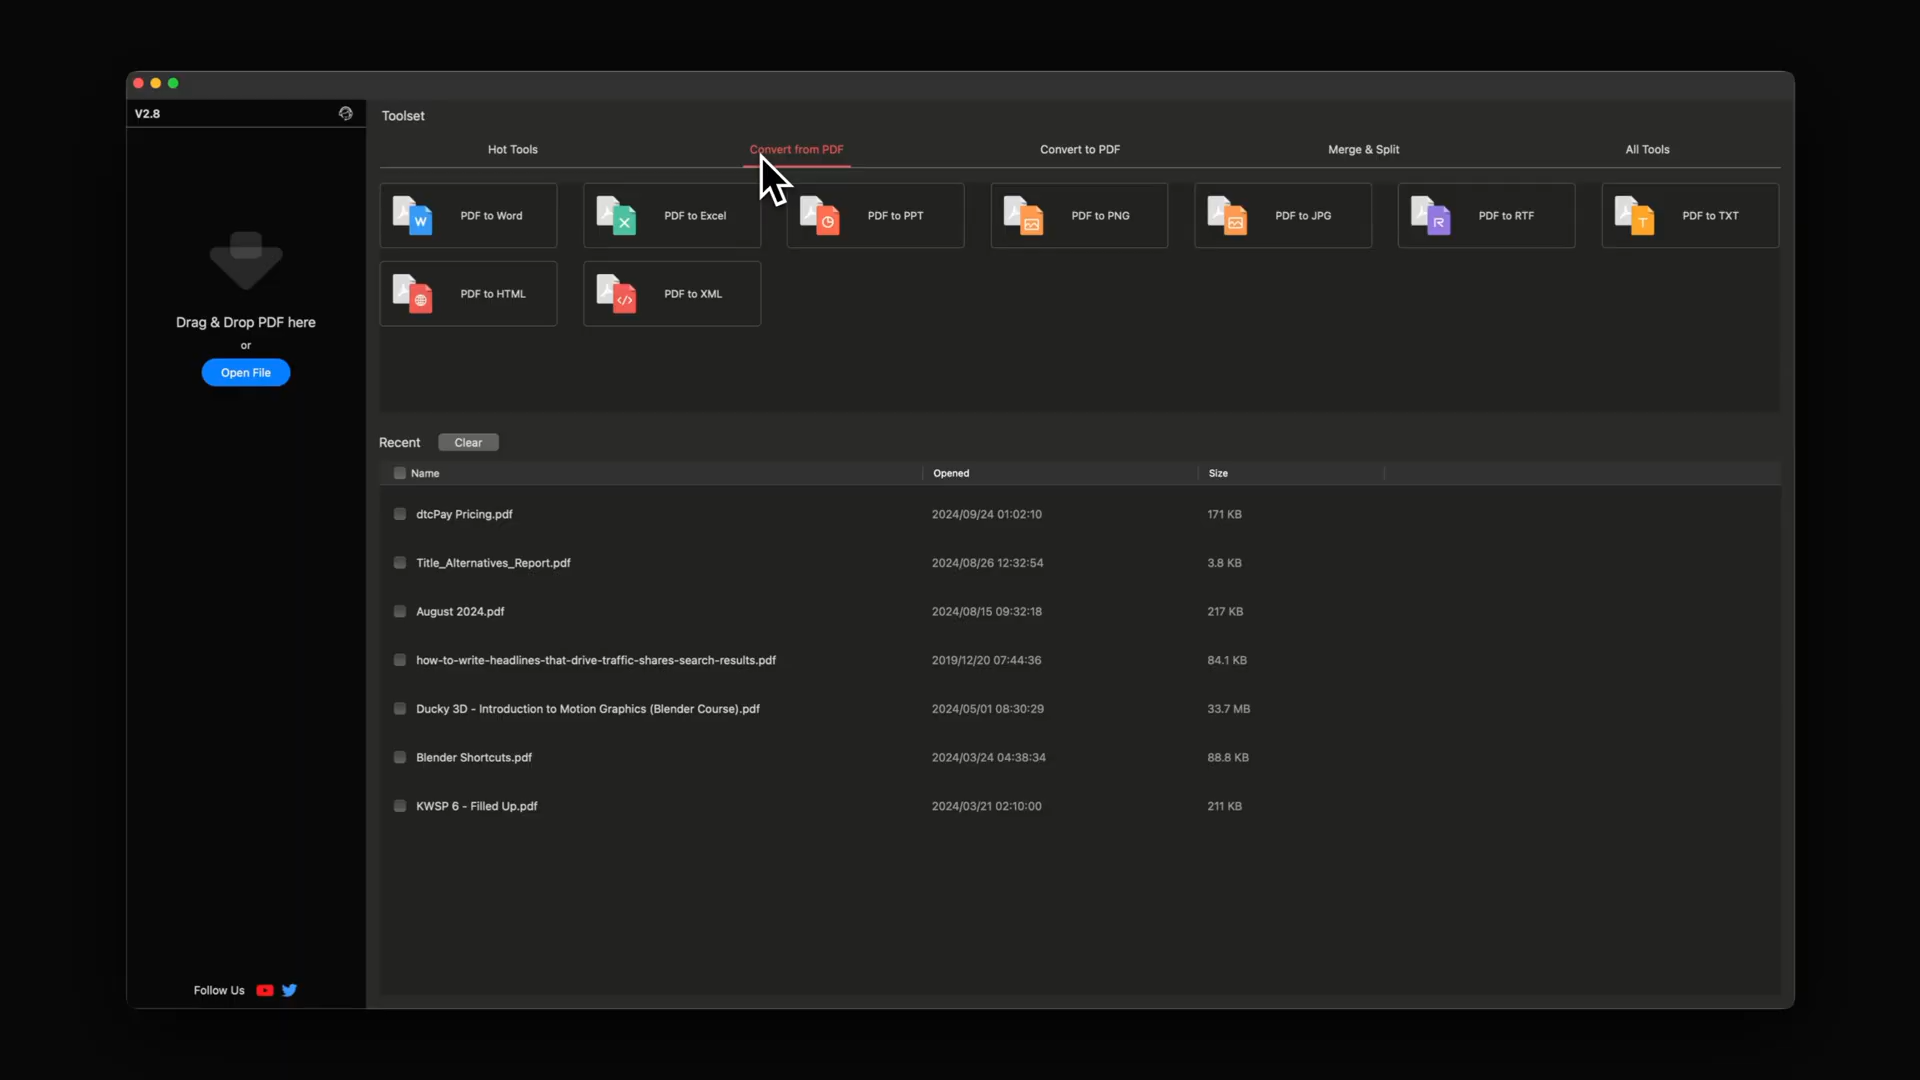 V2.8
Toolset
Hot Tools
Convert from PDF
Convert to PDF
Merge & Split
All Tools
W
PDF to Word
X
PDF to Excel
PDF to PPT
PDF to PNG
PDF to JPG
R
PDF to RTF
T
PDF to TXT
PDF to HTML
</>
PDF to XML
Drag & Drop PDF here
or
Open File
Recent
Clear
Name Opened Size
dtcPay Pricing.pdf 2024/09/24 01:02:10 171 KB
Title_Alternatives_Report.pdf 2024/08/26 12:32:54 3.8 KB
August 2024.pdf 2024/08/15 09:32:18 217 KB
how-to-write-headlines-that-drive-traffic-shares-search-results.pdf 2019/12/20 07:44:36 84.1 KB
Ducky 3D - Introduction to Motion Graphics (Blender Course).pdf 2024/05/01 08:30:29 33.7 MB
Blender Shortcuts.pdf 2024/03/24 04:38:34 88.8 KB
KWSP 6 - Filled Up.pdf 2024/03/21 02:10:00 211 KB
Follow Us